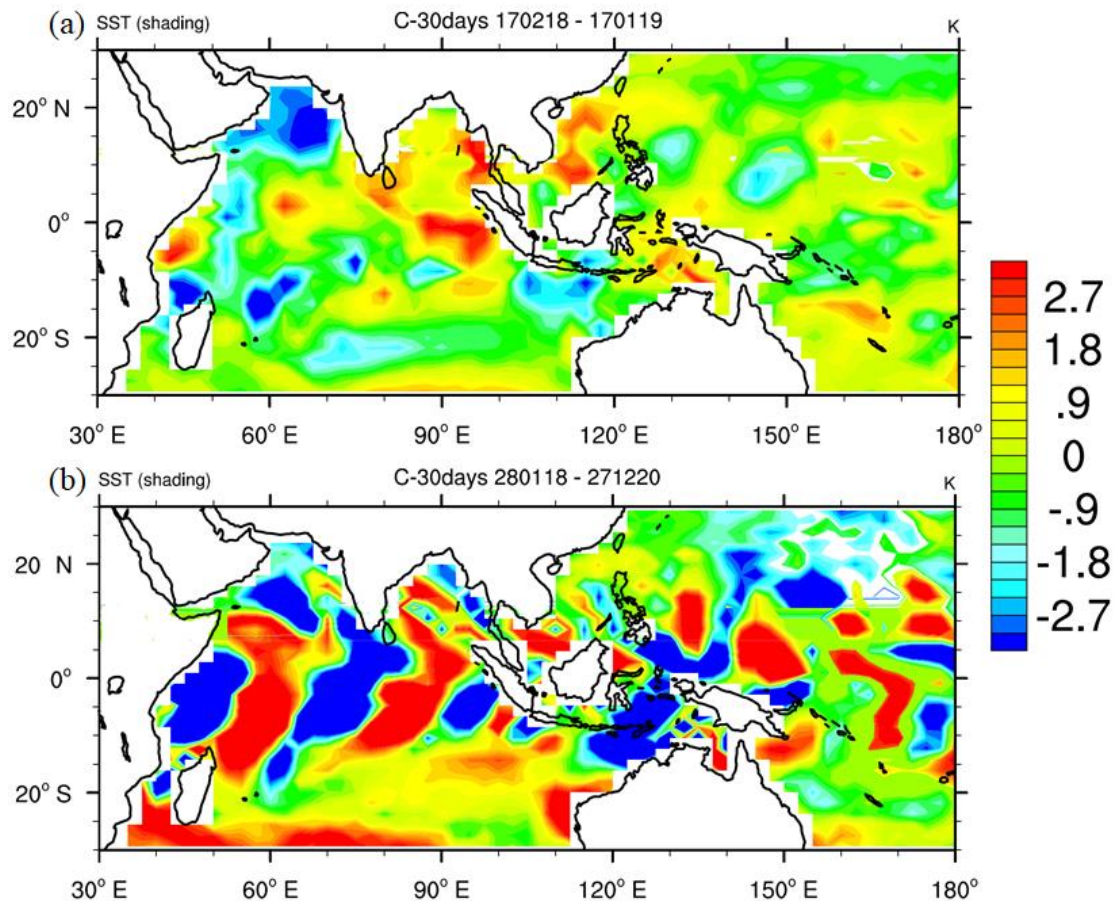 (a) SST (shading) C-30days 170218 - 170119 K
20° N
0°
20° S
30° E 60° E 90° E 120° E 150° E 180°
(b) SST (shading) C-30days 280118 - 271220 K
20 N
0°
20° S
30° E 60° E 90° E 120° E 150° E 180°
2.7
1.8
.9
0
-.9
-1.8
-2.7